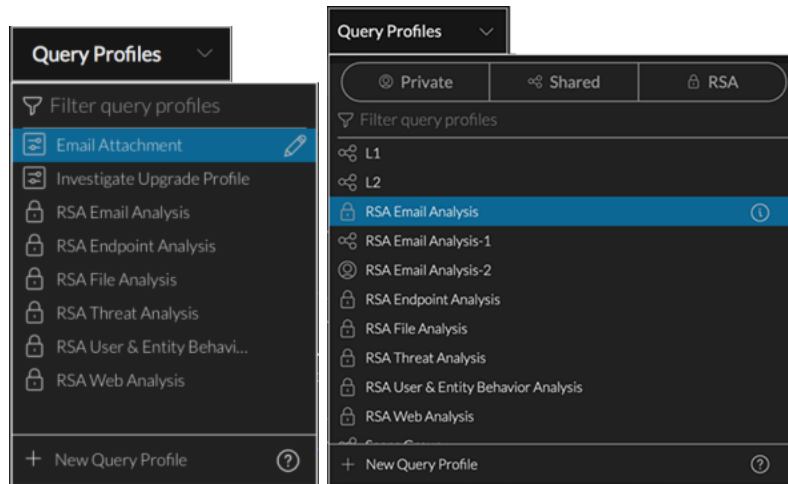 Query Profiles
Filter query profiles
Email Attachment
Investigate Upgrade Profile
RSA Email Analysis
RSA Endpoint Analysis
RSA File Analysis
RSA Threat Analysis
RSA User & Entity Behavi...
RSA Web Analysis
+ New Query Profile
Query Profiles
Private Shared RSA
Filter query profiles
L1
L2
RSA Email Analysis
RSA Email Analysis-1
RSA Email Analysis-2
RSA Endpoint Analysis
RSA File Analysis
RSA Threat Analysis
RSA User & Entity Behavior Analysis
RSA Web Analysis
+ New Query Profile